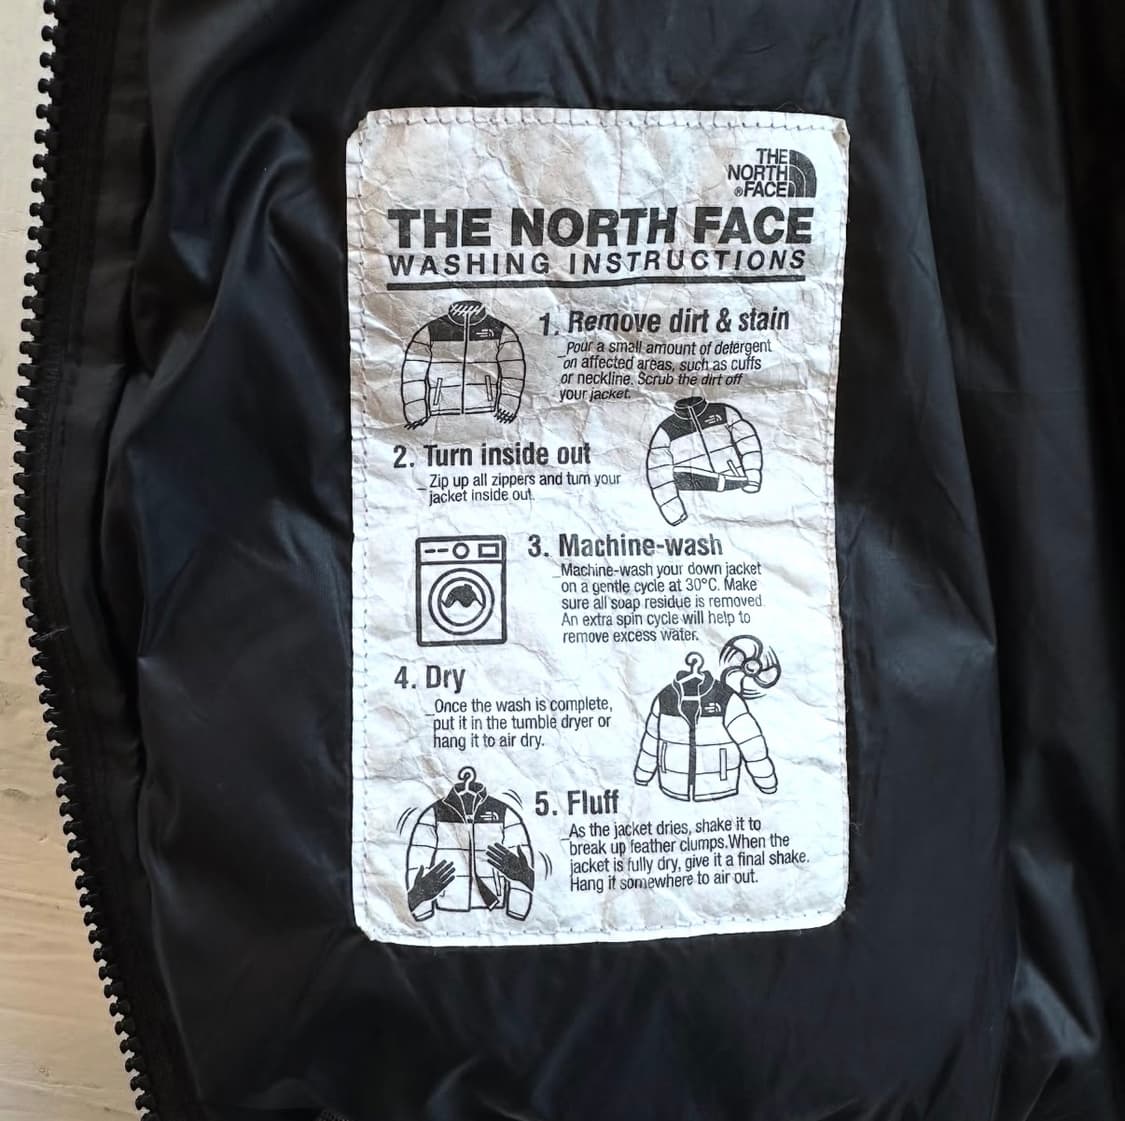 THE
NORTH
®FACE
THE NORTH FACE
WASHING INSTRUCTIONS
1. Remove dirt & stain
Pour a small amount of detergent
on affected areas, such as cuffs
or neckline. Scrub the dirt off
your jacket.
2. Turn inside out
Zip up all zippers and turn your
jacket inside out.
3. Machine-wash
Machine-wash your down jacket
on a gentle cycle at 30°C. Make
sure all soap residue is removed.
An extra spin cycle will help to
remove excess water.
4. Dry
Once the wash is complete,
put it in the tumble dryer or
hang it to air dry.
5. Fluff
As the jacket dries, shake it to
break up feather clumps.When the
jacket is fully dry, give it a final shake.
Hang it somewhere to air out.